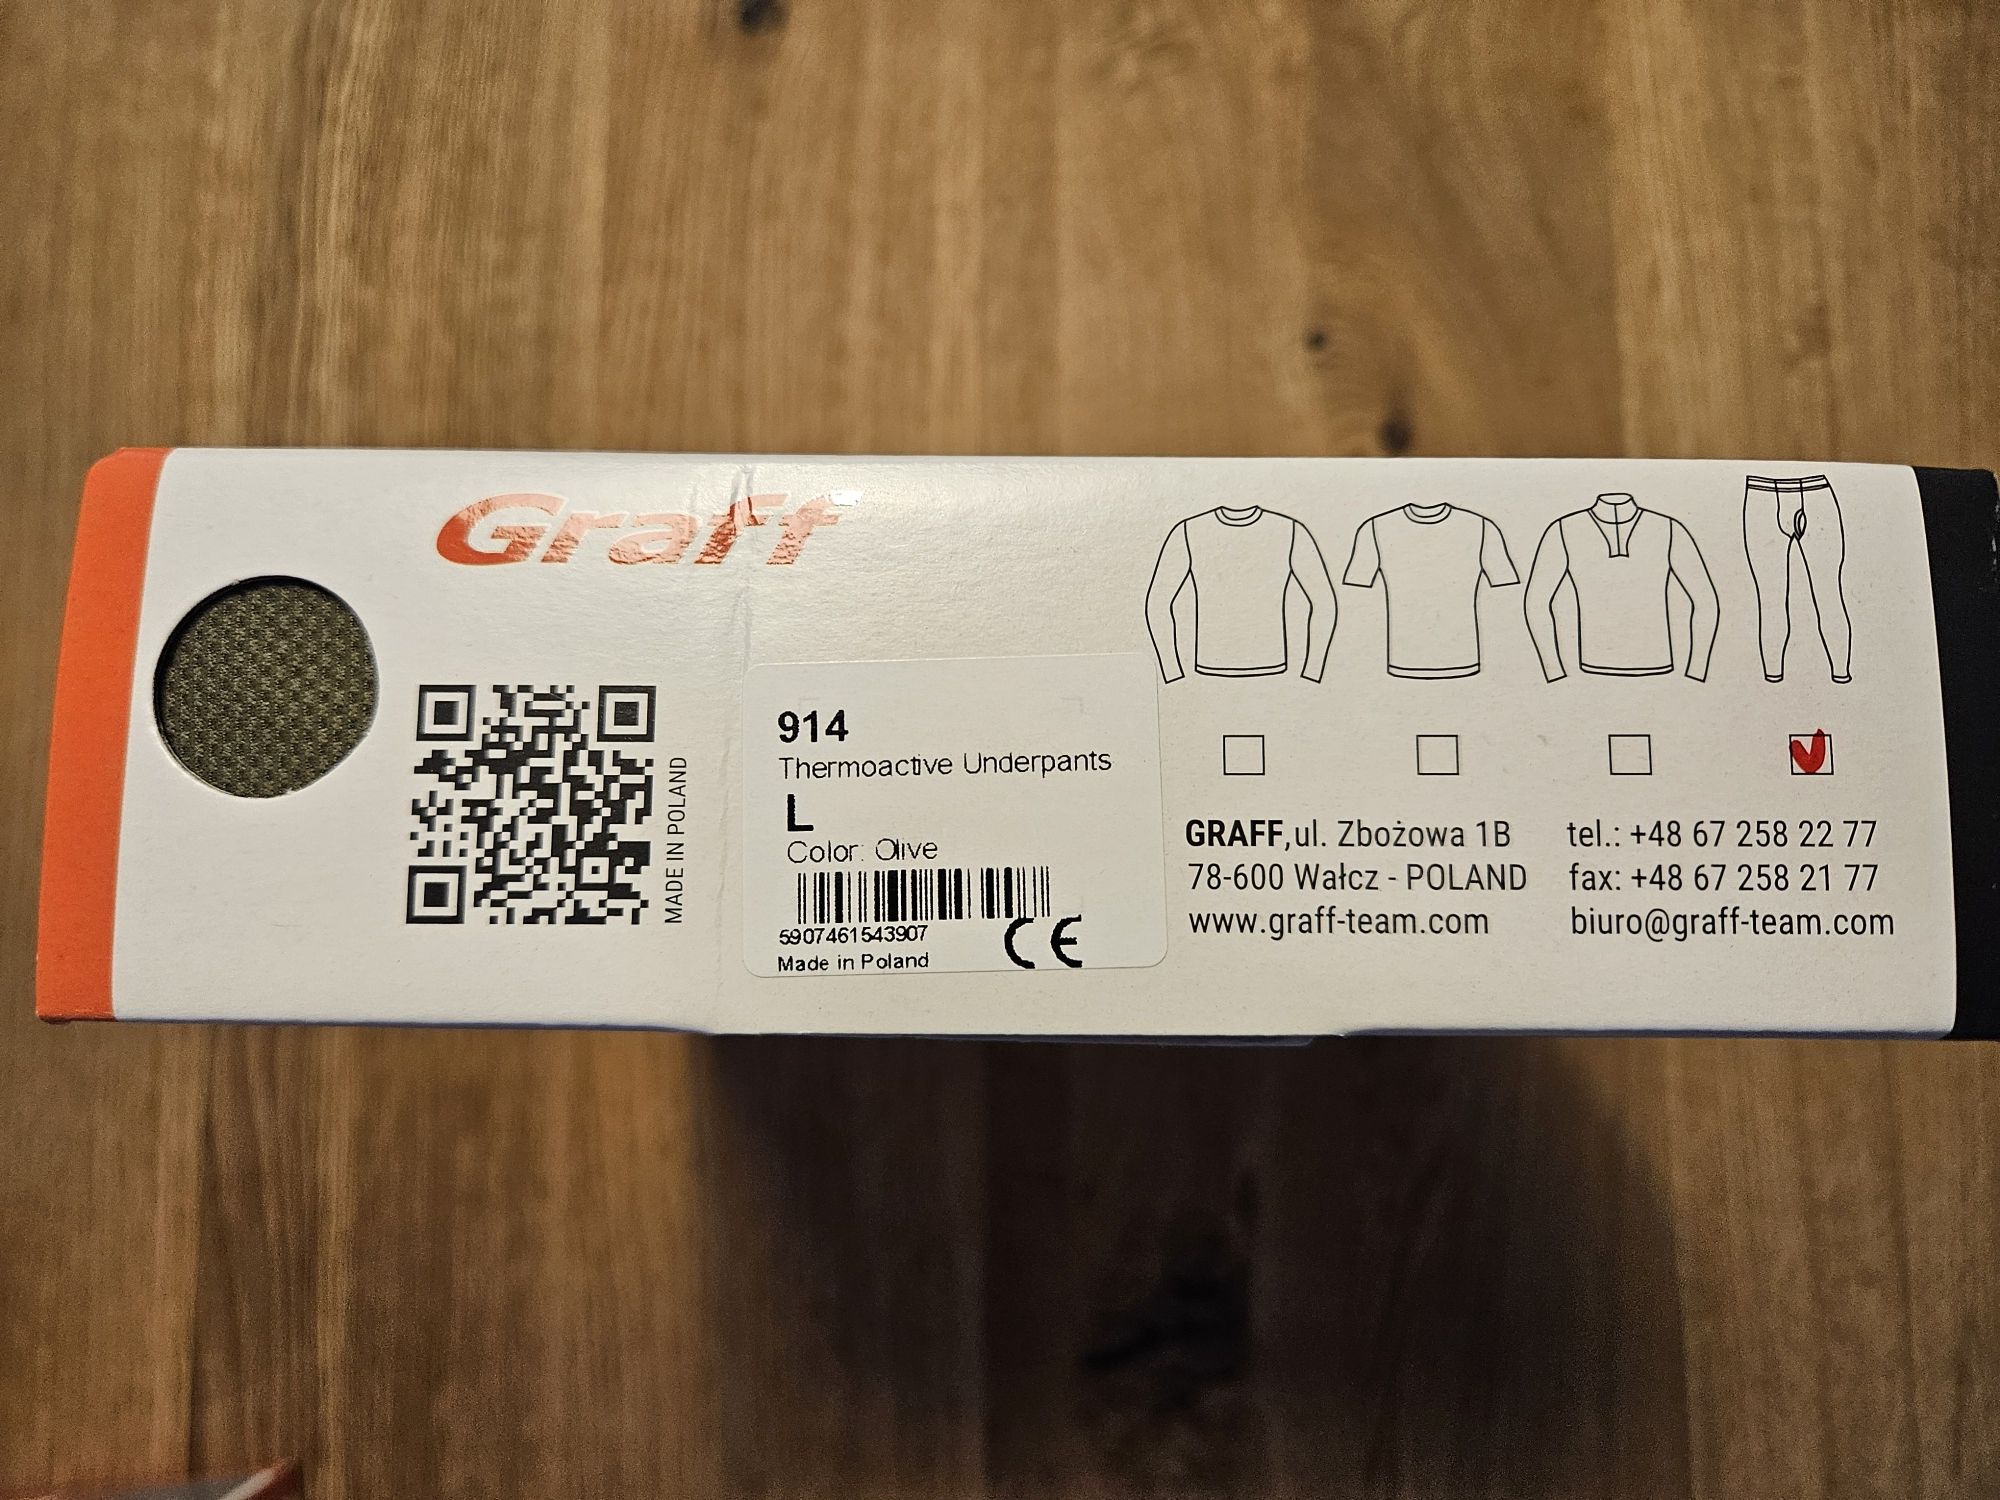 Graff
MADE IN POLAND
914
Thermoactive Underpants
L
Color: Olive
5907461543907
Made in Poland
CE
GRAFF,ul. Zbożowa 1B
78-600 Wałcz - POLAND
www.graff-team.com
tel.: +48 67 258 22 77
fax: +48 67 258 21 77
biuro@graff-team.com